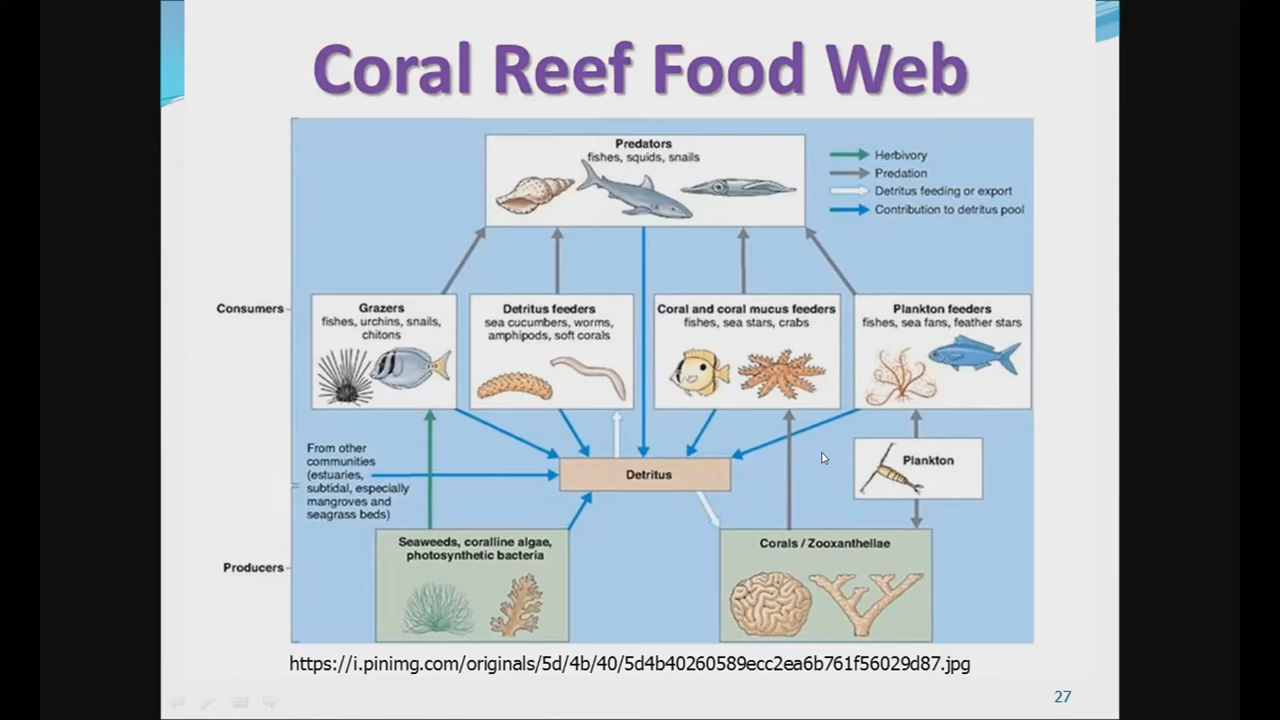 Coral Reef Food Web
Predators
fishes, squids, snails
Herbivory
Predation
Detritus feeding or export
Contribution to detritus pool
Consumers
Grazers
fishes, urchins, snails,
chitons
Detritus feeders
sea cucumbers, worms,
amphipods, soft corals
Coral and coral mucus feeders
fishes, sea stars, crabs
Plankton feeders
fishes, sea fans, feather stars
From other
communities
(estuaries,
subtidal, especially
mangroves and
seagrass beds)
Detritus
Plankton
Producers
Seaweeds, coralline algae,
photosynthetic bacteria
Corals / Zooxanthellae
https://i.pinimg.com/originals/5d/4b/40/5d4b40260589ecc2ea6b761f56029d87.jpg
27